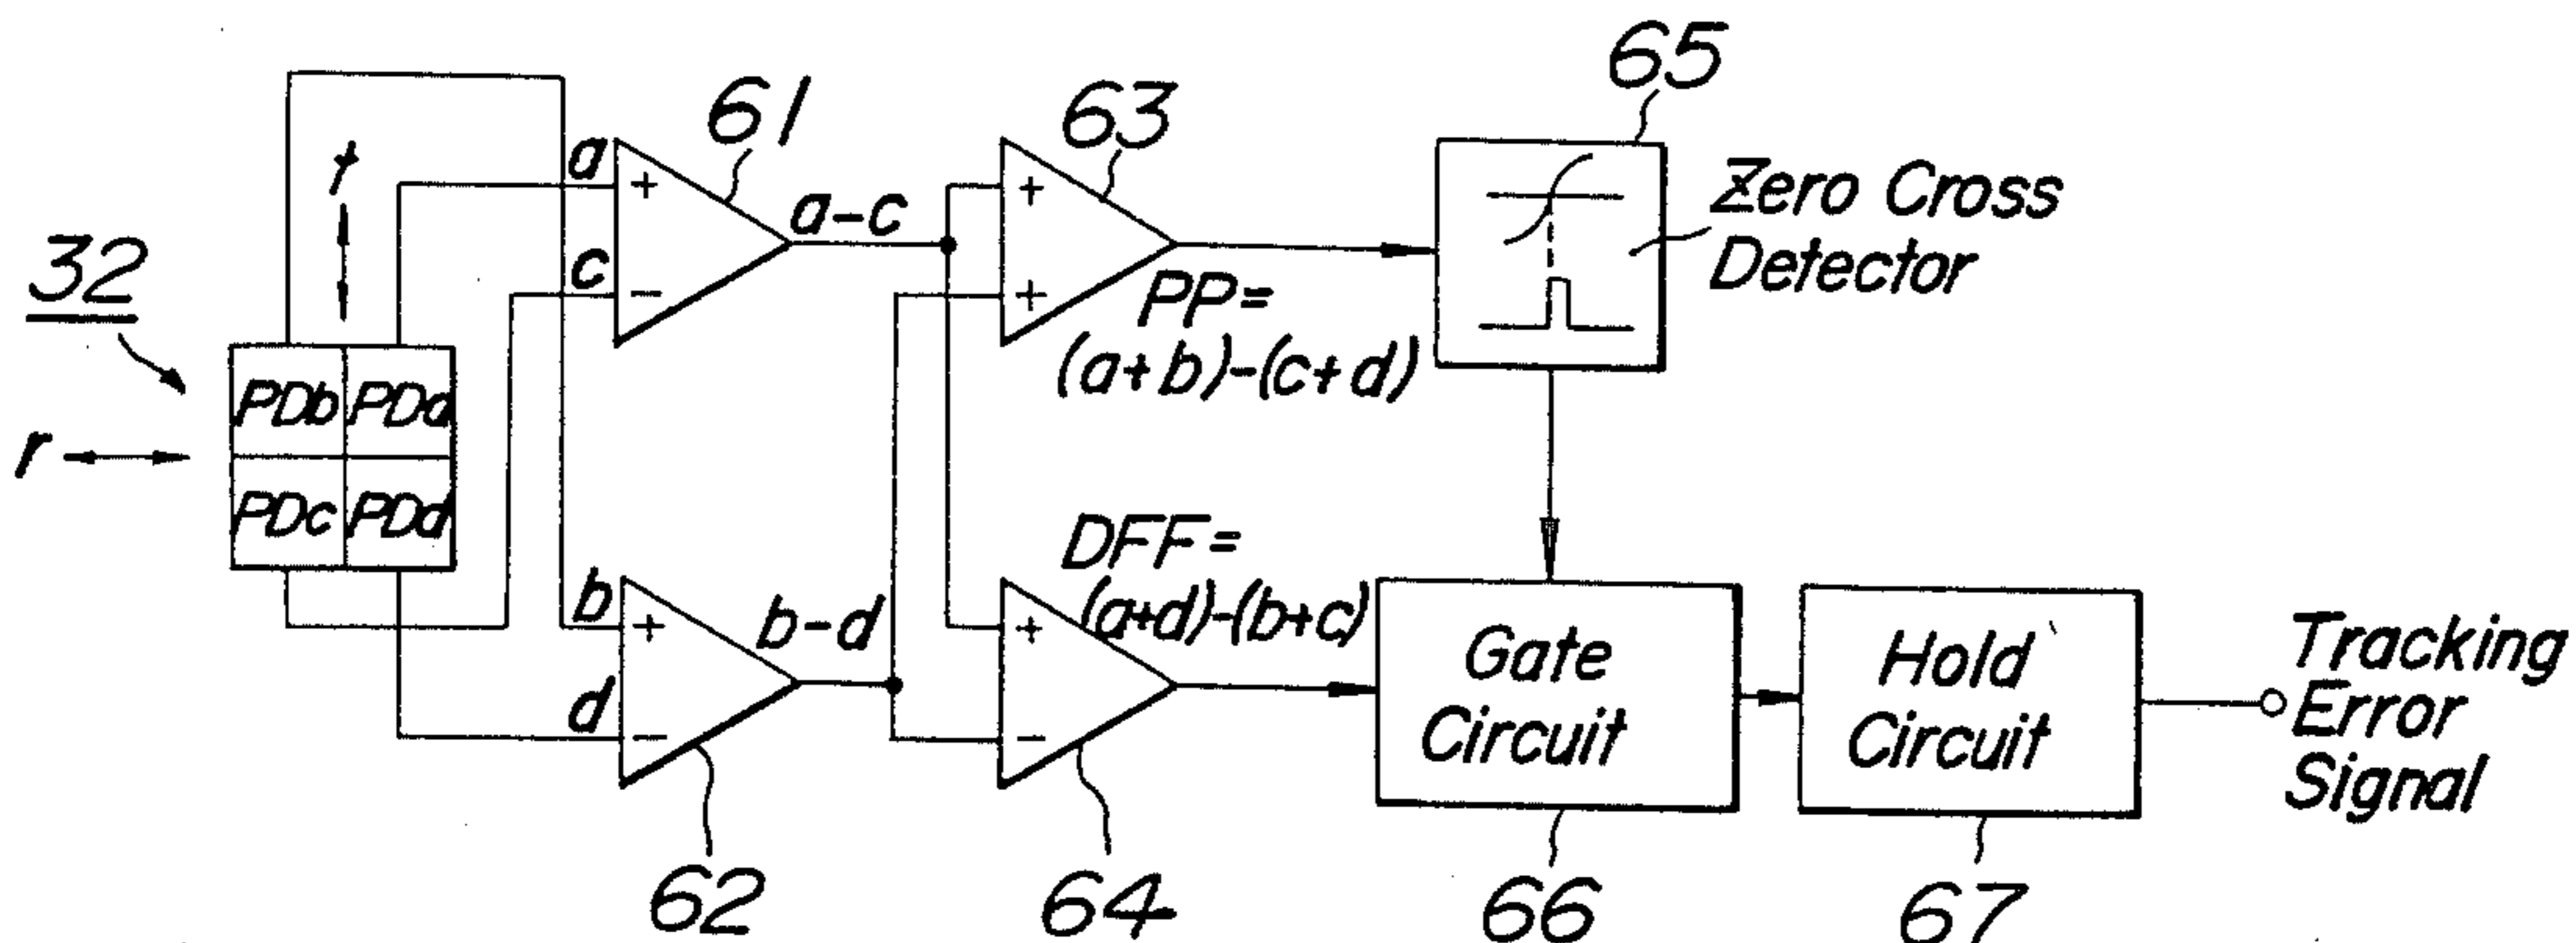 65
61
63
t
a
+
a-c
+
Zero Cross
Detector
32
c
-
+
PP=
(a+b)-(c+d)
PDb PDa
r
PDc PDd
DFF=
(a+d)-(b+c)
b
+
b-d
+
Gate
Circuit
Hold
Circuit
Tracking
Error
Signal
d
-
-
62
64
66
67